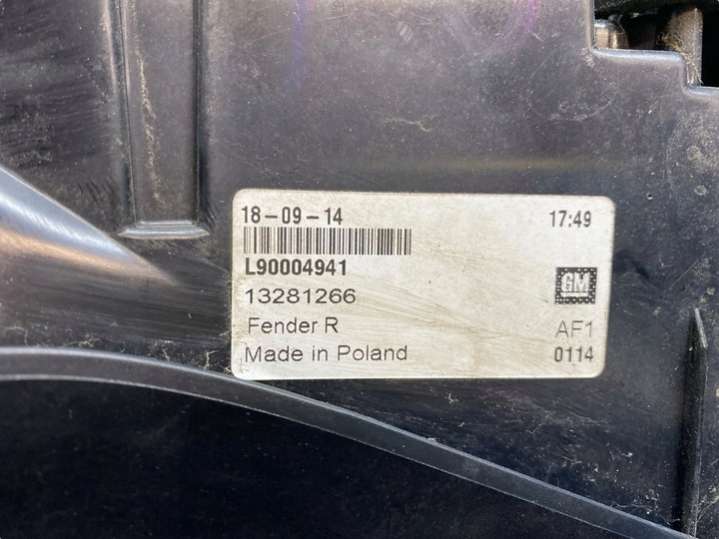 18-09-14 17:49
L90004941
13281266 GM
Fender R AF1
Made in Poland 0114